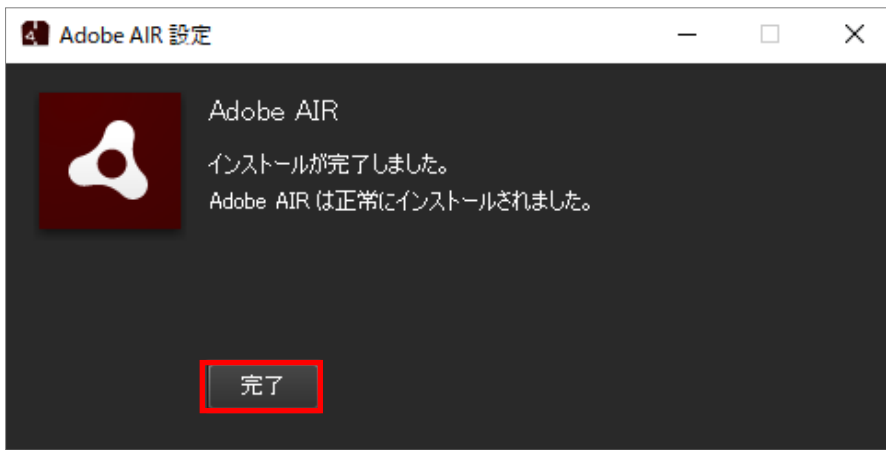 Adobe AIR 設定
Adobe AIR
インストールが完了しました。
Adobe AIR は正常にインストールされました。
完了